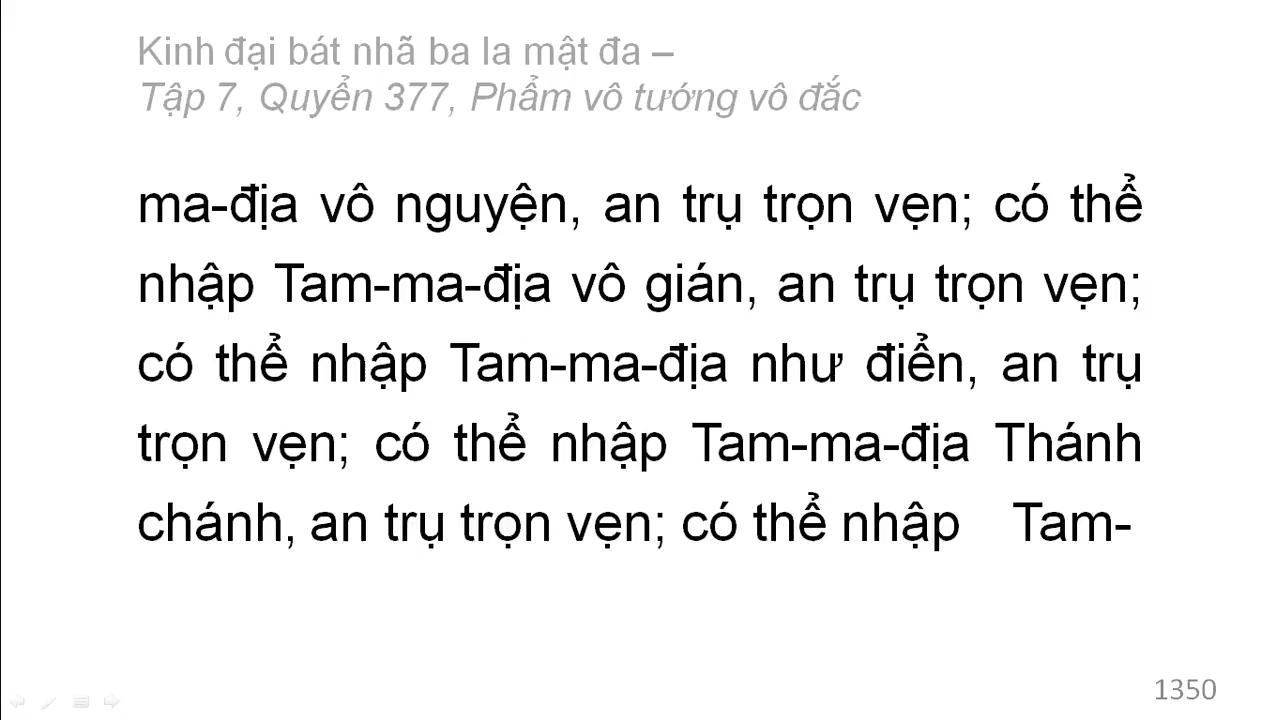 Kinh đại bát nhã ba la mật đa –
Tập 7, Quyển 377, Phẩm vô tướng vô đắc
ma-địa vô nguyện, an trụ trọn vẹn; có thể
nhập Tam-ma-địa vô gián, an trụ trọn vẹn;
có thể nhập Tam-ma-địa như điển, an trụ
trọn vẹn; có thể nhập Tam-ma-địa Thánh
chánh, an trụ trọn vẹn; có thể nhập Tam-
1350